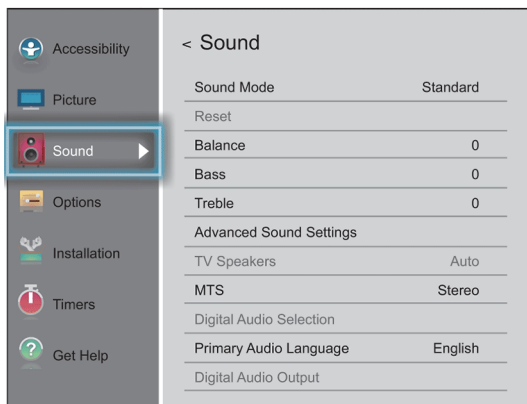 Accessibility
Picture
Sound
Options
Installation
Timers
? Get Help
< Sound
Sound Mode Standard
Reset
Balance 0
Bass 0
Treble 0
Advanced Sound Settings
TV Speakers Auto
MTS Stereo
Digital Audio Selection
Primary Audio Language English
Digital Audio Output